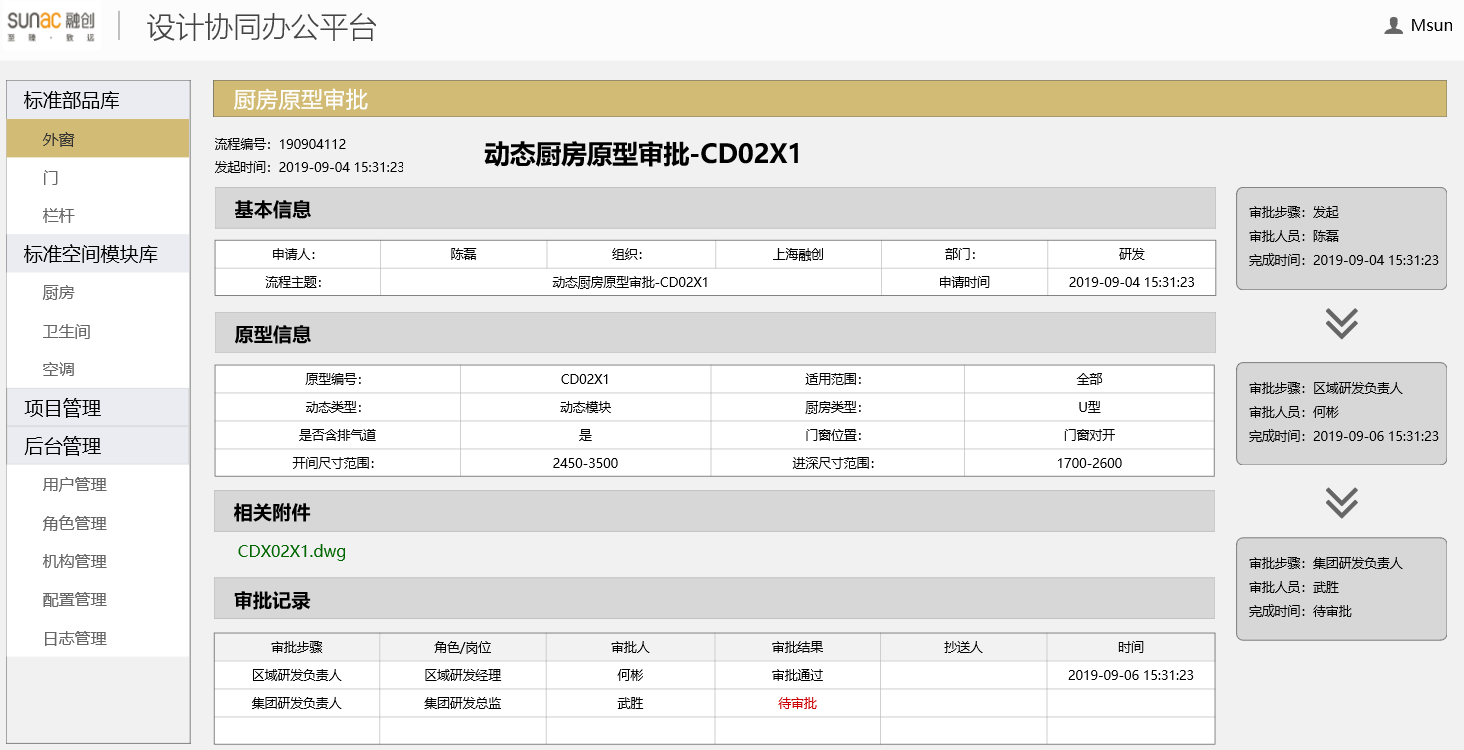 sunac 融创
至 臻 · 致 远
设计协同办公平台
Msun
标准部品库
外窗
门
栏杆
标准空间模块库
厨房
卫生间
空调
项目管理
后台管理
用户管理
角色管理
机构管理
配置管理
日志管理
厨房原型审批
流程编号：190904112
发起时间：2019-09-04 15:31:23
动态厨房原型审批-CD02X1
基本信息
申请人： 陈磊 组织： 上海融创 部门： 研发
流程主题： 动态厨房原型审批-CD02X1 申请时间 2019-09-04 15:31:23
原型信息
原型编号： CD02X1 适用范围： 全部
动态类型： 动态模块 厨房类型： U型
是否含排气道 是 门窗位置： 门窗对开
开间尺寸范围： 2450-3500 进深尺寸范围： 1700-2600
相关附件
CDX02X1.dwg
审批记录
审批步骤 角色/岗位 审批人 审批结果 抄送人 时间
区域研发负责人 区域研发经理 何彬 审批通过 2019-09-06 15:31:23
集团研发负责人 集团研发总监 武胜 待审批
审批步骤：发起
审批人员：陈磊
完成时间：2019-09-04 15:31:23
审批步骤：区域研发负责人
审批人员：何彬
完成时间：2019-09-06 15:31:23
审批步骤：集团研发负责人
审批人员：武胜
完成时间：待审批